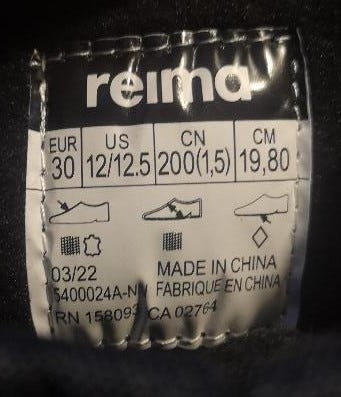 reima
EUR US CN CM
30 12/12.5 200(1,5) 19,80
03/22 MADE IN CHINA
5400024A-NN FABRIQUE EN CHINA
RN 158093 CA 02764